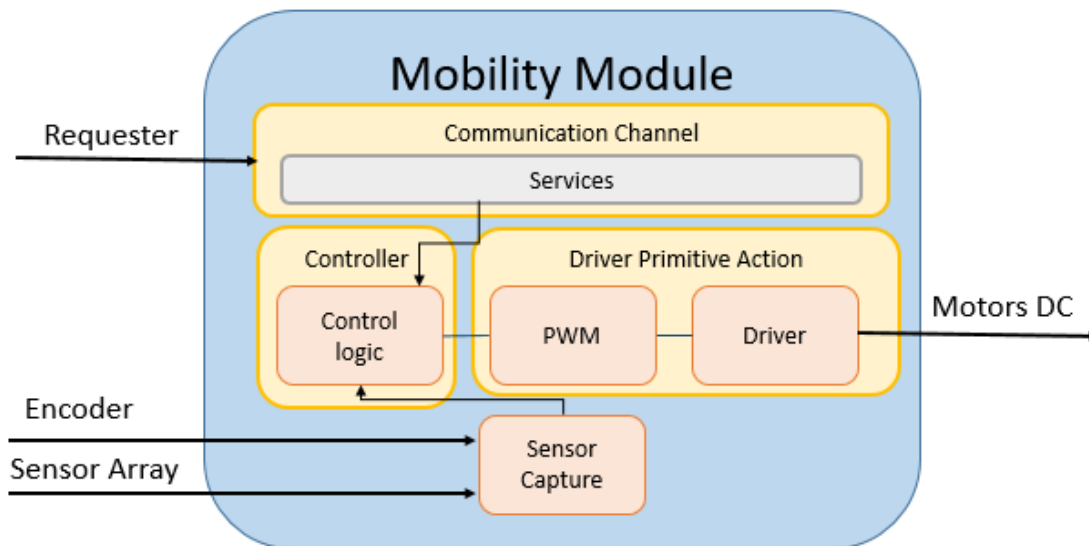 Mobility Module
Requester
Communication Channel
Services
Controller
Driver Primitive Action
Control
logic
PWM
Driver
Motors DC
Encoder
Sensor Array
Sensor
Capture